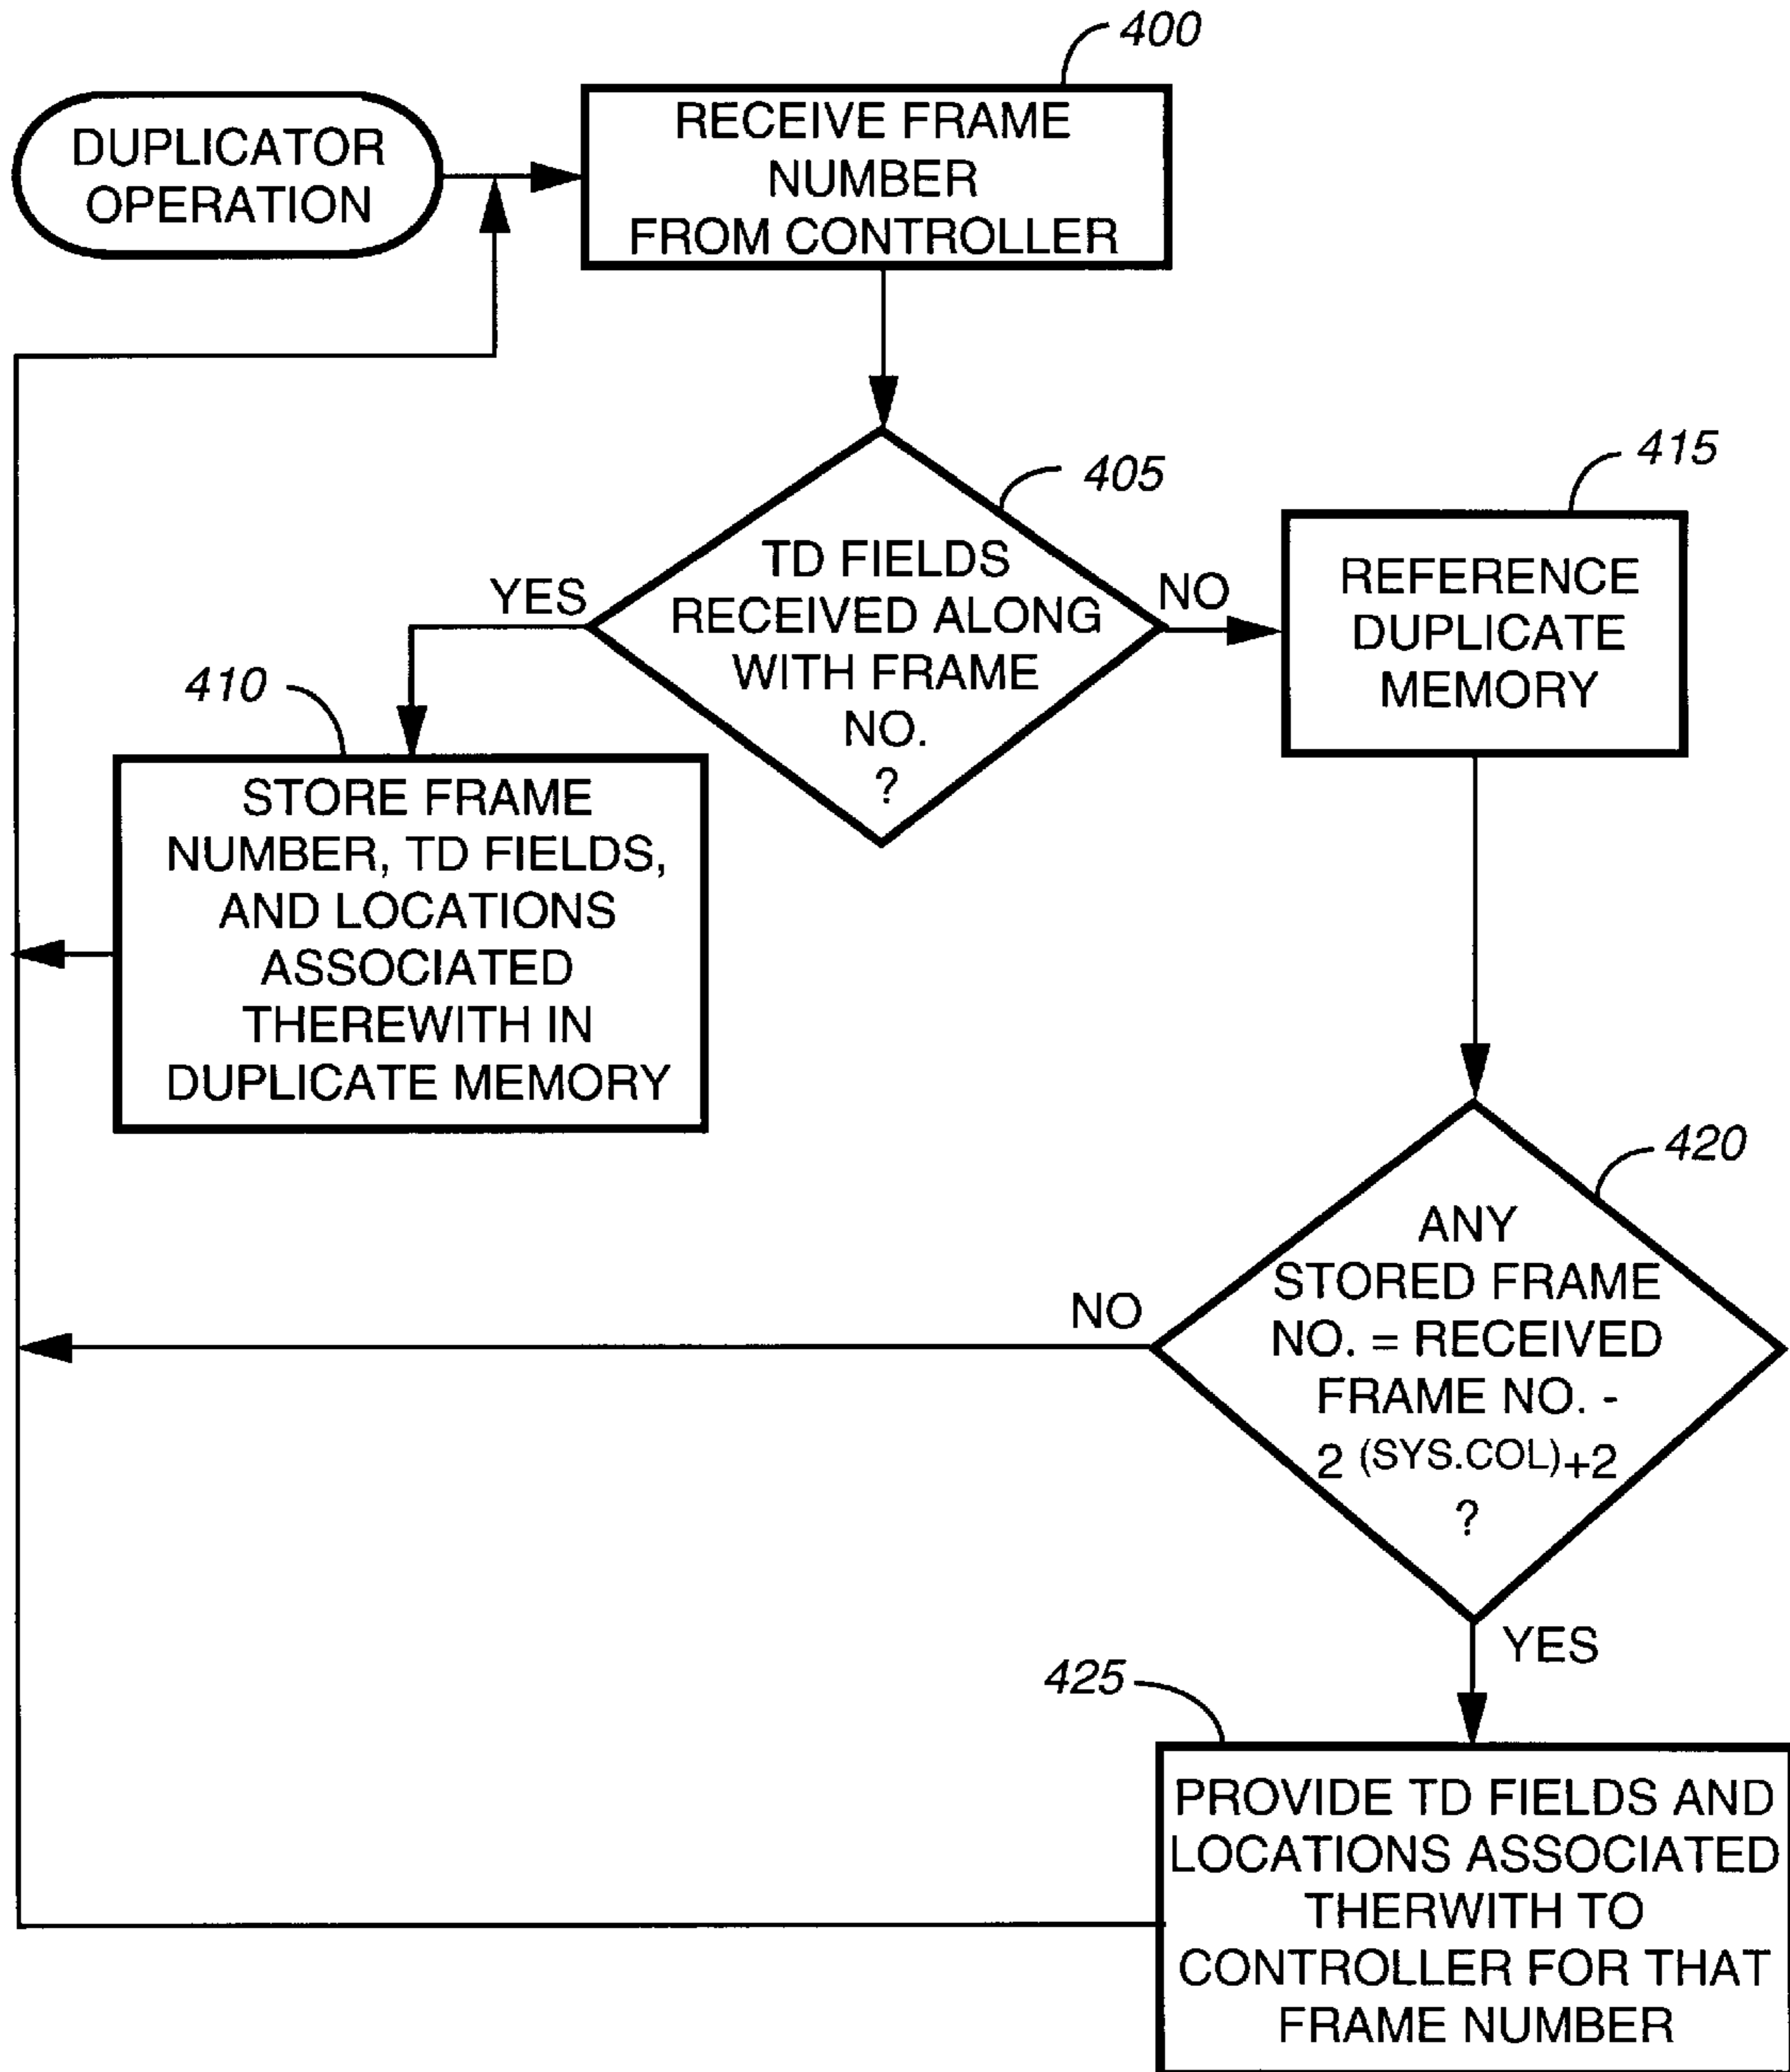 400
DUPLICATOR
OPERATION
RECEIVE FRAME
NUMBER
FROM CONTROLLER
405
TD FIELDS
RECEIVED ALONG
WITH FRAME
NO.
?
YES
NO
415
REFERENCE
DUPLICATE
MEMORY
410
STORE FRAME
NUMBER, TD FIELDS,
AND LOCATIONS
ASSOCIATED
THEREWITH IN
DUPLICATE MEMORY
420
ANY
STORED FRAME
NO. = RECEIVED
FRAME NO. -
2 (SYS.COL)+2
?
NO
YES
425
PROVIDE TD FIELDS AND
LOCATIONS ASSOCIATED
THERWITH TO
CONTROLLER FOR THAT
FRAME NUMBER